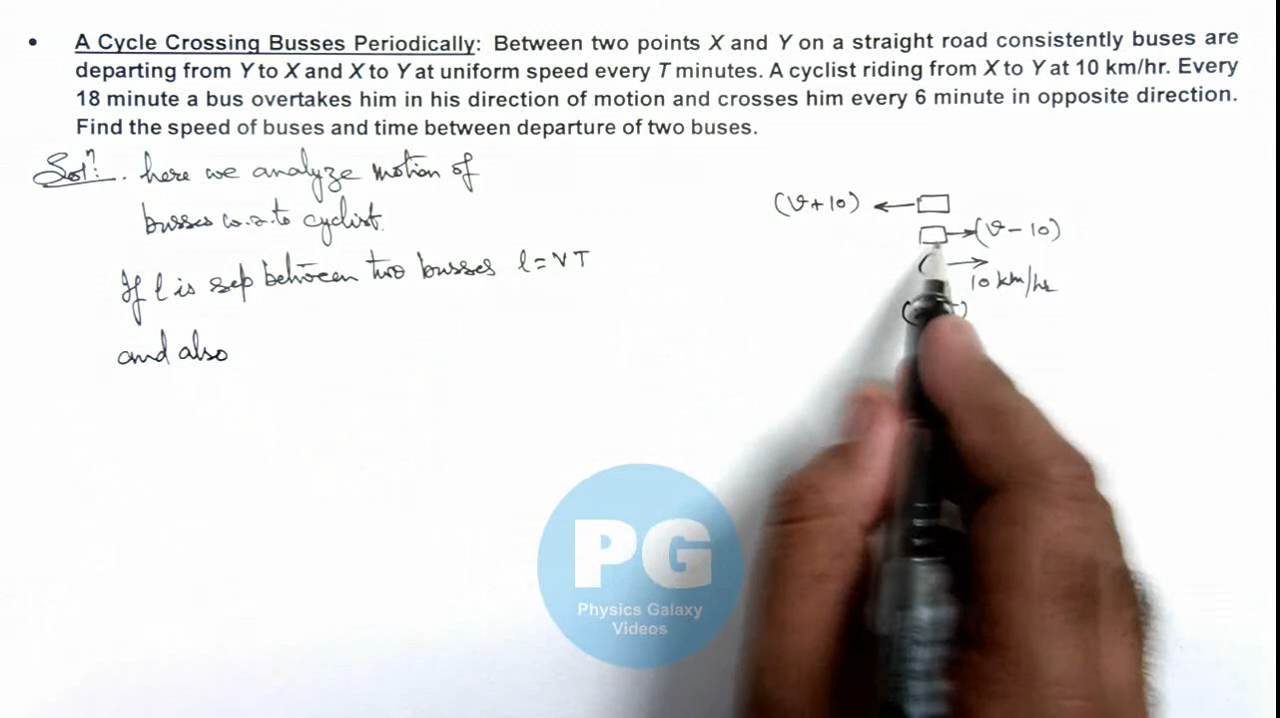 • A Cycle Crossing Busses Periodically: Between two points X and Y on a straight road consistently buses are
departing from Y to X and X to Y at uniform speed every T minutes. A cyclist riding from X to Y at 10 km/hr. Every
18 minute a bus overtakes him in his direction of motion and crosses him every 6 minute in opposite direction.
Find the speed of buses and time between departure of two buses.
Solⁿ: here we analyze motion of
busses w.r.to cyclist.
If l is sep between two busses l = VT
and also
(v+10)
(v-10)
10 km/hr
PG
Physics Galaxy
Videos